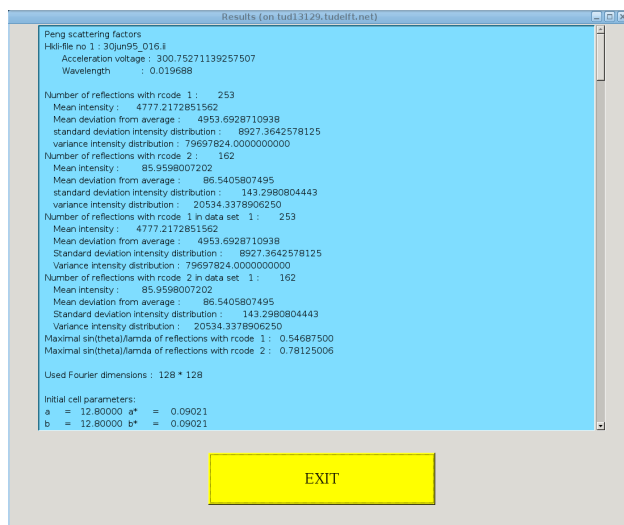 Results (on tud13129.tudelft.net)
Peng scattering factors
Hkli-file no 1 : 30jun95_016.ii
Acceleration voltage : 300.75271139257507
Wavelength : 0.019688
Number of reflections with rcode 1 : 253
Mean intensity : 4777.2172851562
Mean deviation from average : 4953.6928710938
standard deviation intensity distribution : 8927.3642578125
variance intensity distribution : 79697824.0000000000
Number of reflections with rcode 2 : 162
Mean intensity : 85.9598007202
Mean deviation from average : 86.5405807495
standard deviation intensity distribution : 143.2980804443
variance intensity distribution : 20534.3378906250
Number of reflections with rcode 1 in data set 1 : 253
Mean intensity : 4777.2172851562
Mean deviation from average : 4953.6928710938
Standard deviation intensity distribution : 8927.3642578125
Variance intensity distribution : 79697824.0000000000
Number of reflections with rcode 2 in data set 1 : 162
Mean intensity : 85.9598007202
Mean deviation from average : 86.5405807495
Standard deviation intensity distribution : 143.2980804443
Variance intensity distribution : 20534.3378906250
Maximal sin(theta)/lamda of reflections with rcode 1 : 0.54687500
Maximal sin(theta)/lamda of reflections with rcode 2 : 0.78125006
Used Fourier dimensions : 128 * 128
Initial cell parameters:
a = 12.80000 a* = 0.09021
b = 12.80000 b* = 0.09021
EXIT